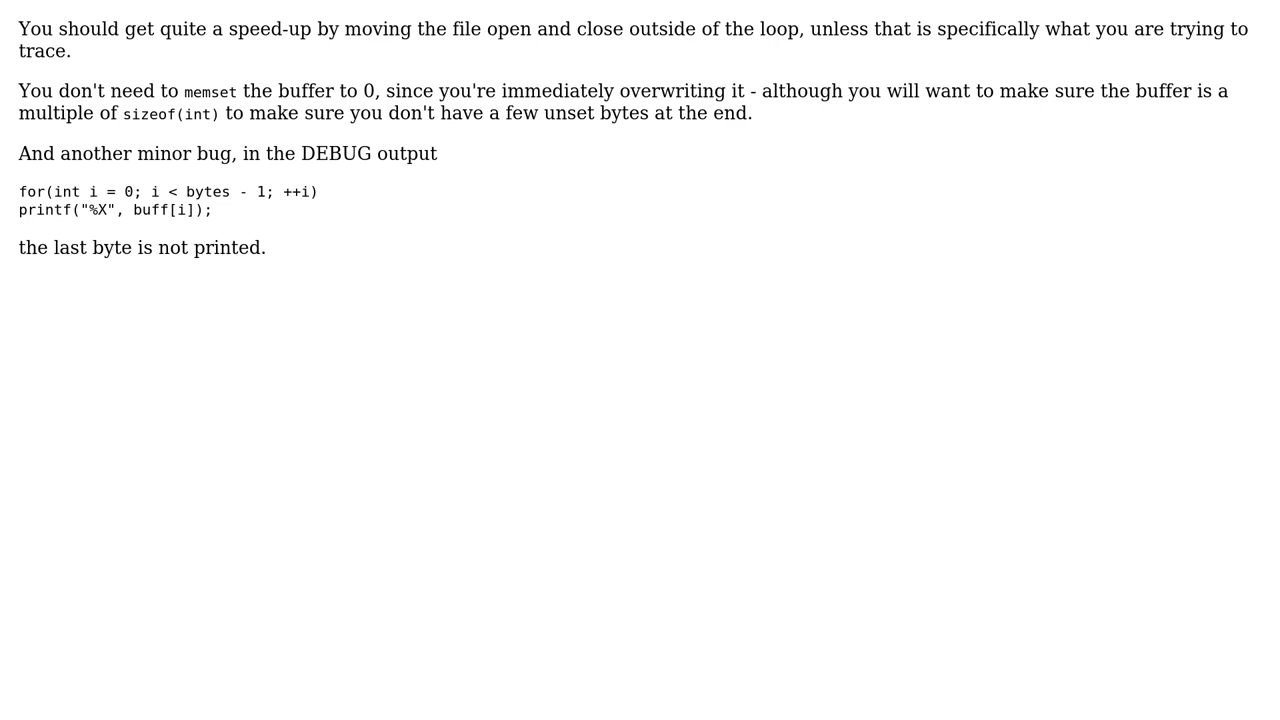 You should get quite a speed-up by moving the file open and close outside of the loop, unless that is specifically what you are trying to
trace.
You don't need to memset the buffer to 0, since you're immediately overwriting it - although you will want to make sure the buffer is a
multiple of sizeof(int) to make sure you don't have a few unset bytes at the end.
And another minor bug, in the DEBUG output
for(int i = 0; i < bytes - 1; ++i)
printf("%X", buff[i]);
the last byte is not printed.